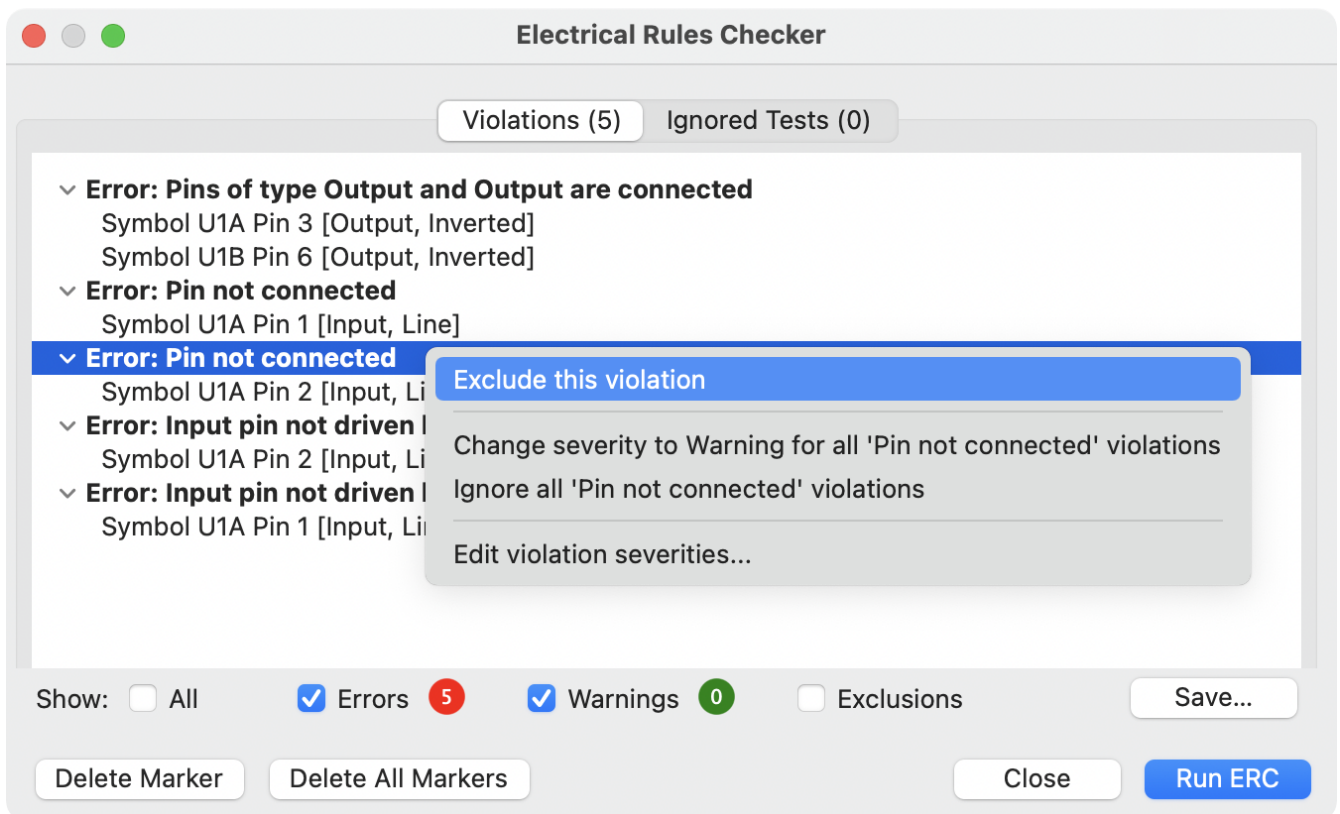 Electrical Rules Checker
Violations (5) Ignored Tests (0)
Error: Pins of type Output and Output are connected
Symbol U1A Pin 3 [Output, Inverted]
Symbol U1B Pin 6 [Output, Inverted]
Error: Pin not connected
Symbol U1A Pin 1 [Input, Line]
Error: Pin not connected
Exclude this violation
Symbol U1A Pin 2 [Input, Li
Error: Input pin not driven
Change severity to Warning for all 'Pin not connected' violations
Symbol U1A Pin 2 [Input, Li
Error: Input pin not driven
Ignore all 'Pin not connected' violations
Symbol U1A Pin 1 [Input, Li
Edit violation severities...
Show: All Errors 5 Warnings 0 Exclusions Save...
Delete Marker Delete All Markers Close Run ERC